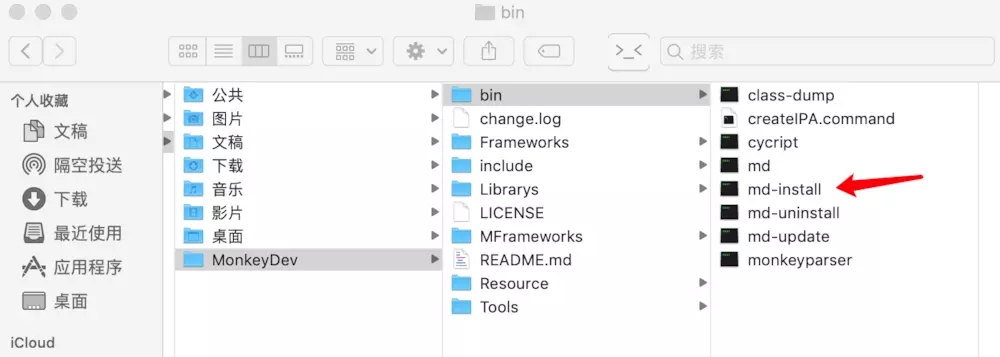 bin
>_<
搜索
个人收藏
文稿
隔空投送
下载
最近使用
应用程序
桌面
iCloud
公共
图片
文稿
下载
音乐
影片
桌面
MonkeyDev
bin
change.log
Frameworks
include
Librarys
LICENSE
MFrameworks
README.md
Resource
Tools
class-dump
createIPA.command
cycript
md
md-install
md-uninstall
md-update
monkeyparser